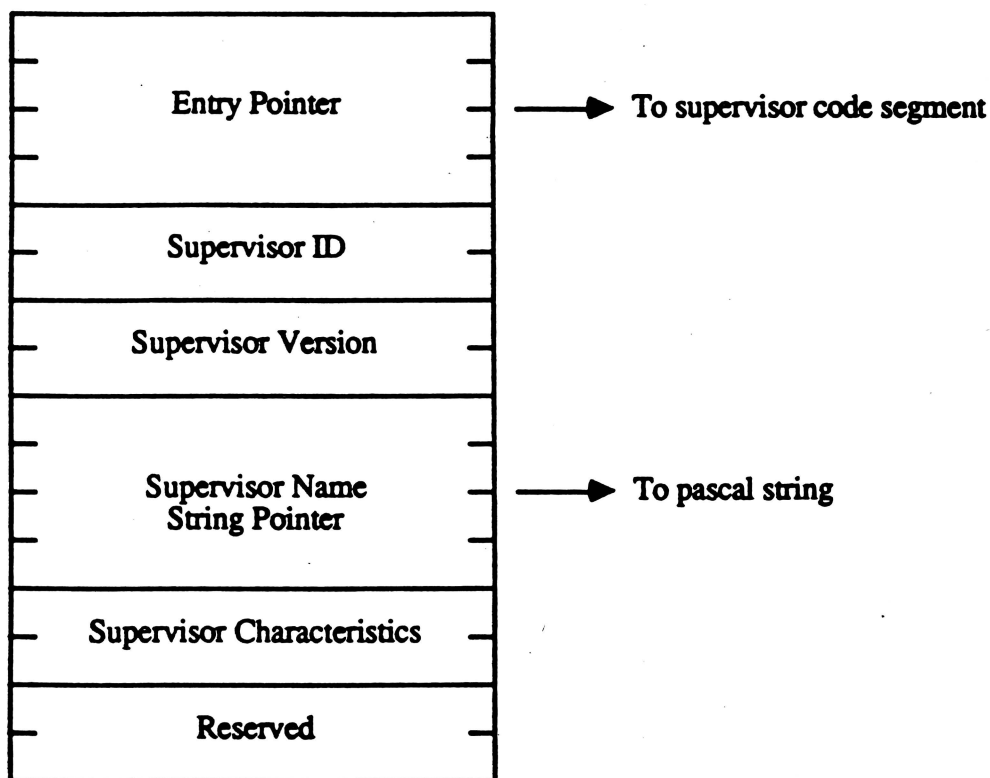 Entry Pointer
To supervisor code segment
Supervisor ID
Supervisor Version
Supervisor Name
String Pointer
To pascal string
Supervisor Characteristics
Reserved